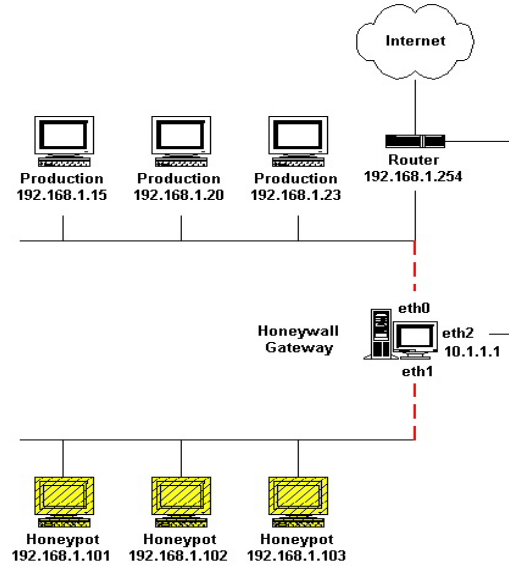 Internet
Router
192.168.1.254
Production
192.168.1.15
Production
192.168.1.20
Production
192.168.1.23
Honeywall
Gateway
eth0
eth2
10.1.1.1
eth1
Honeypot
192.168.1.101
Honeypot
192.168.1.102
Honeypot
192.168.1.103